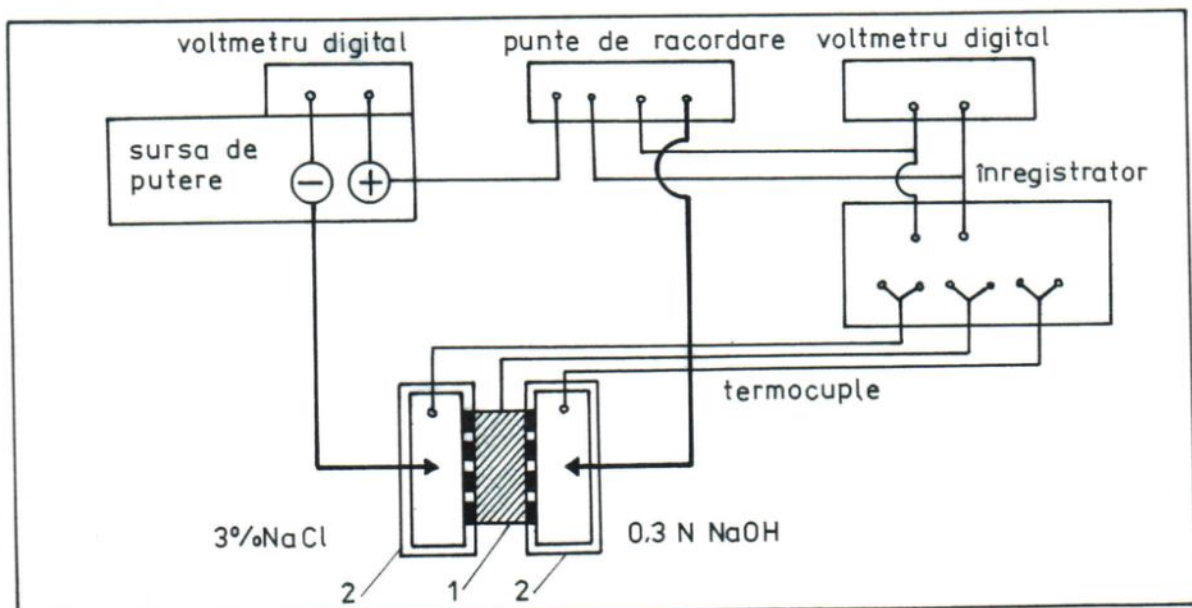 voltmetru digital
punte de racordare
voltmetru digital
sursa de
putere
− +
înregistrator
termocuple
3%NaCl
0,3 N NaOH
2 1 2